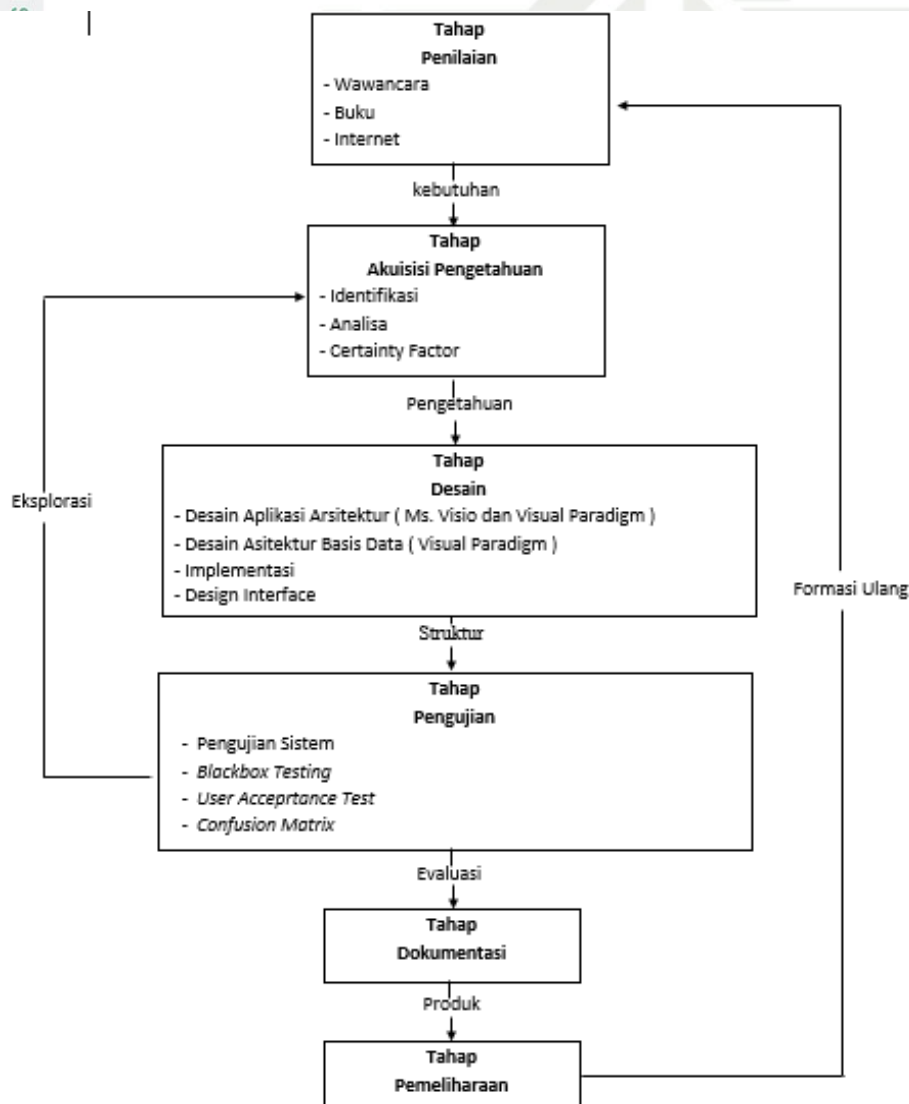 Tahap
Penilaian
- Wawancara
- Buku
- Internet
kebutuhan
Tahap
Akuisisi Pengetahuan
- Identifikasi
- Analisa
- Certainty Factor
Pengetahuan
Tahap
Desain
- Desain Aplikasi Arsitektur ( Ms. Visio dan Visual Paradigm )
- Desain Asitektur Basis Data ( Visual Paradigm )
- Implementasi
- Design Interface
Eksplorasi
Formasi Ulang
Struktur
Tahap
Pengujian
- Pengujian Sistem
- Blackbox Testing
- User Acceprtance Test
- Confusion Matrix
Evaluasi
Tahap
Dokumentasi
Produk
Tahap
Pemeliharaan